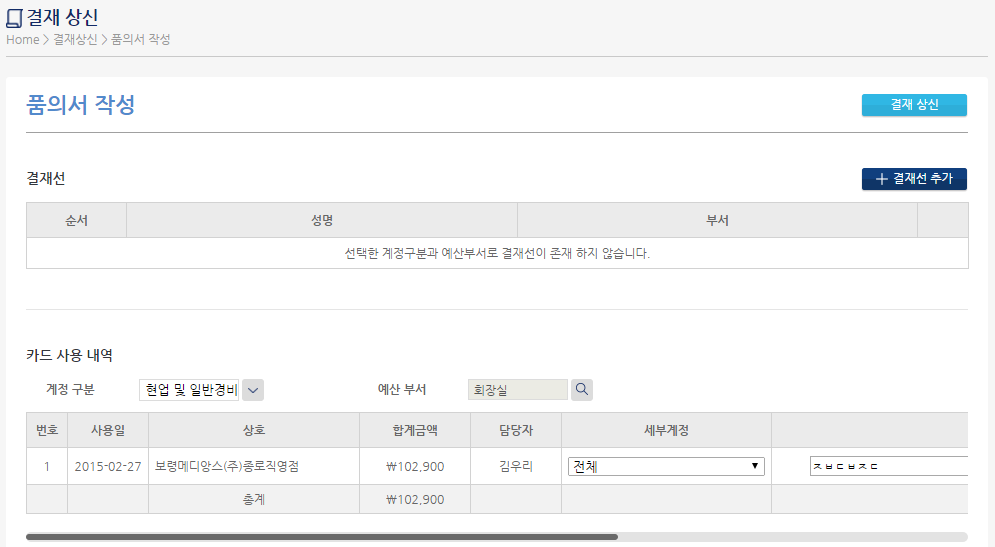 결재 상신
Home > 결재상신 > 품의서 작성
품의서 작성
결재 상신
결재선
+ 결재선 추가
순서 성명 부서
선택한 계정구분과 예산부서로 결재선이 존재 하지 않습니다.
카드 사용 내역
계정 구분 현업 및 일반경비 예산 부서 회장실
번호 사용일 상호 합계금액 담당자 세부계정
1 2015-02-27 보령메디앙스(주)종로직영점 ₩102,900 김우리 전체 ㅈㅂㄷㅂㅈㄷ
총계 ₩102,900